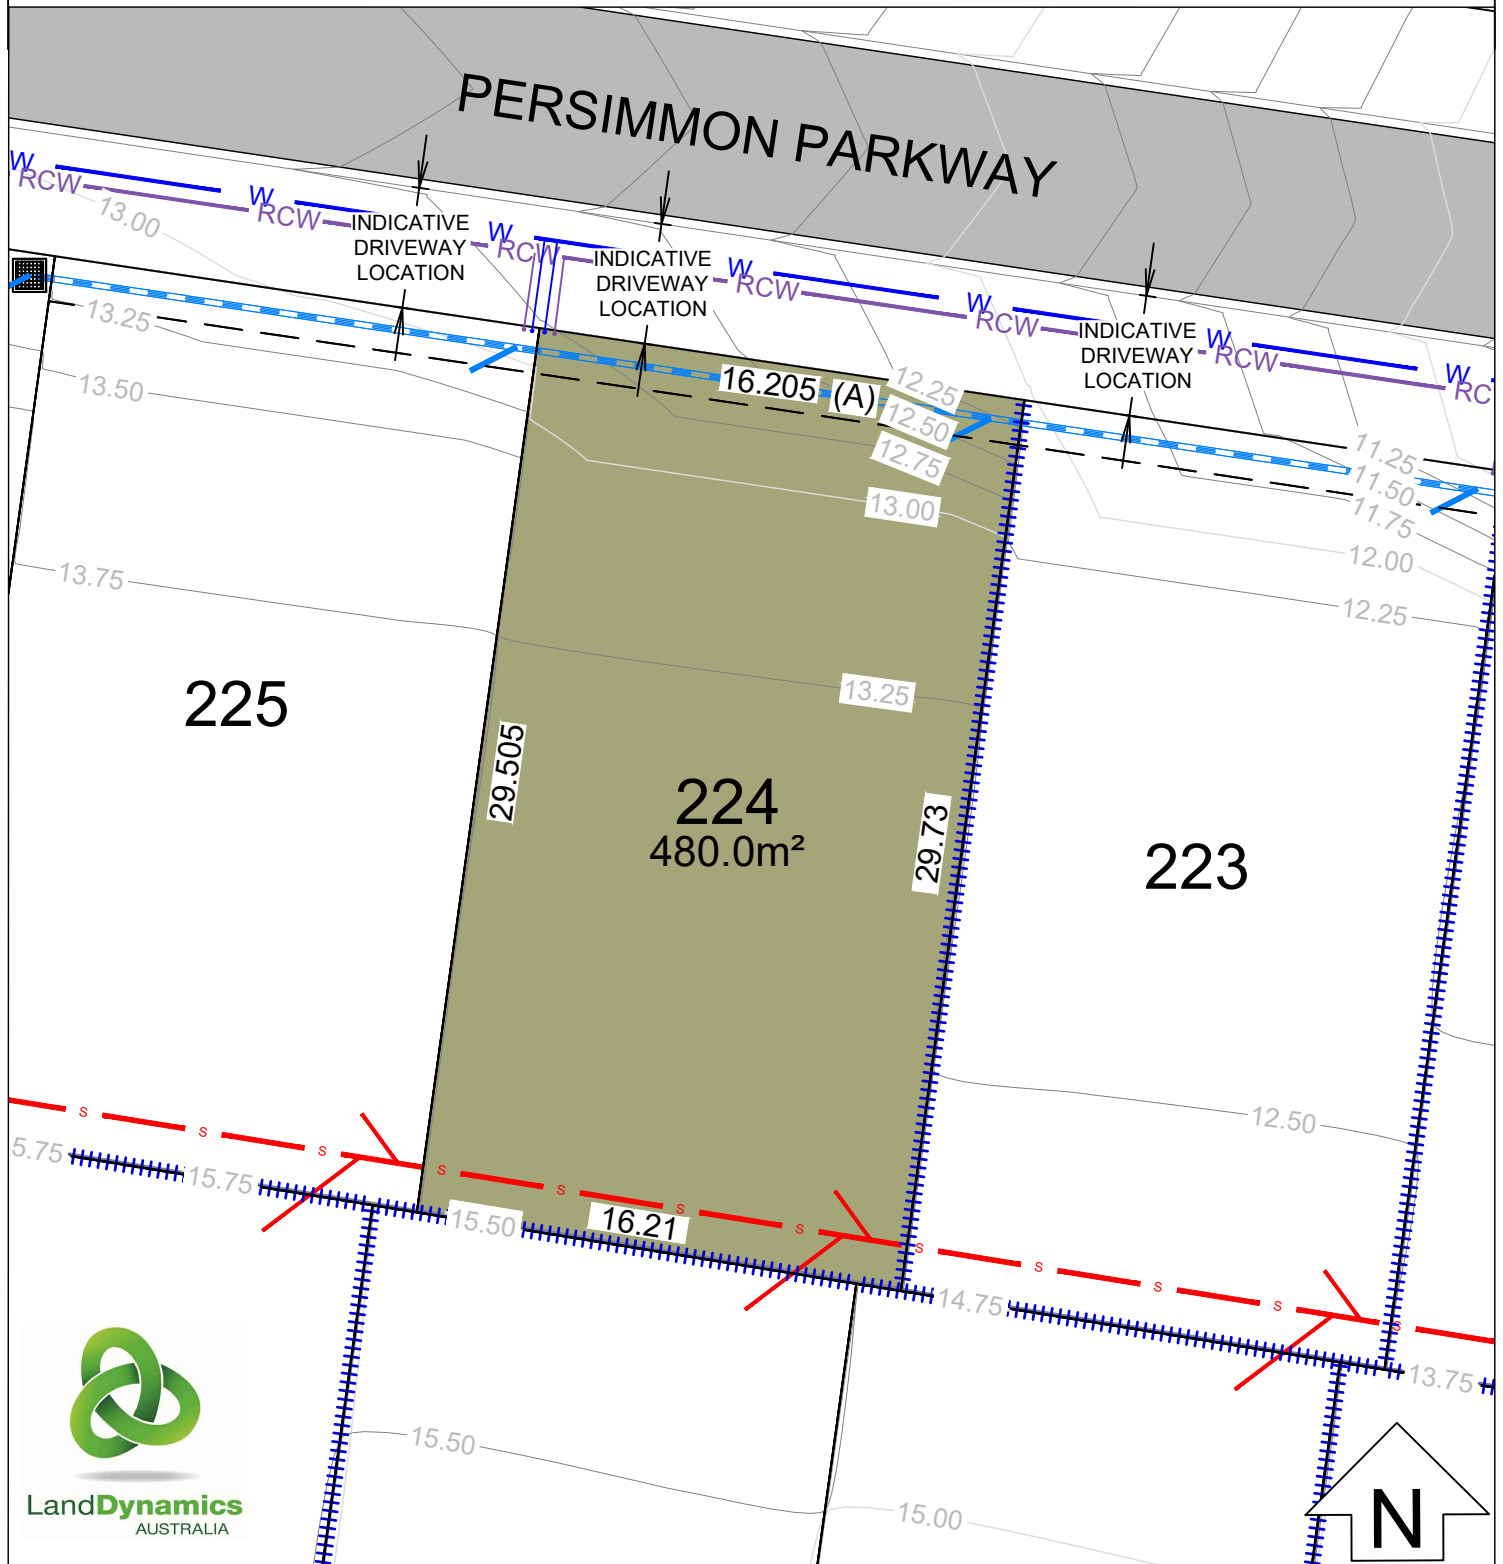 PERSIMMON PARKWAY
W
RCW
W
RCW
W
RCW
W
RCW
W
RCW
W
RCW
W
RC
13.00
INDICATIVE
DRIVEWAY
LOCATION
INDICATIVE
DRIVEWAY
LOCATION
INDICATIVE
DRIVEWAY
LOCATION
13.25
13.50
13.75
16.205 (A)
12.25
12.50
12.75
13.00
13.25
11.25
11.50
11.75
12.00
12.25
225
29.505
224
480.0m²
29.73
223
12.50
s
s
s
s
s
s
s
s
s
s
s
s
5.75
15.75
15.50
16.21
14.75
13.75
15.50
15.00
LandDynamics
AUSTRALIA
N